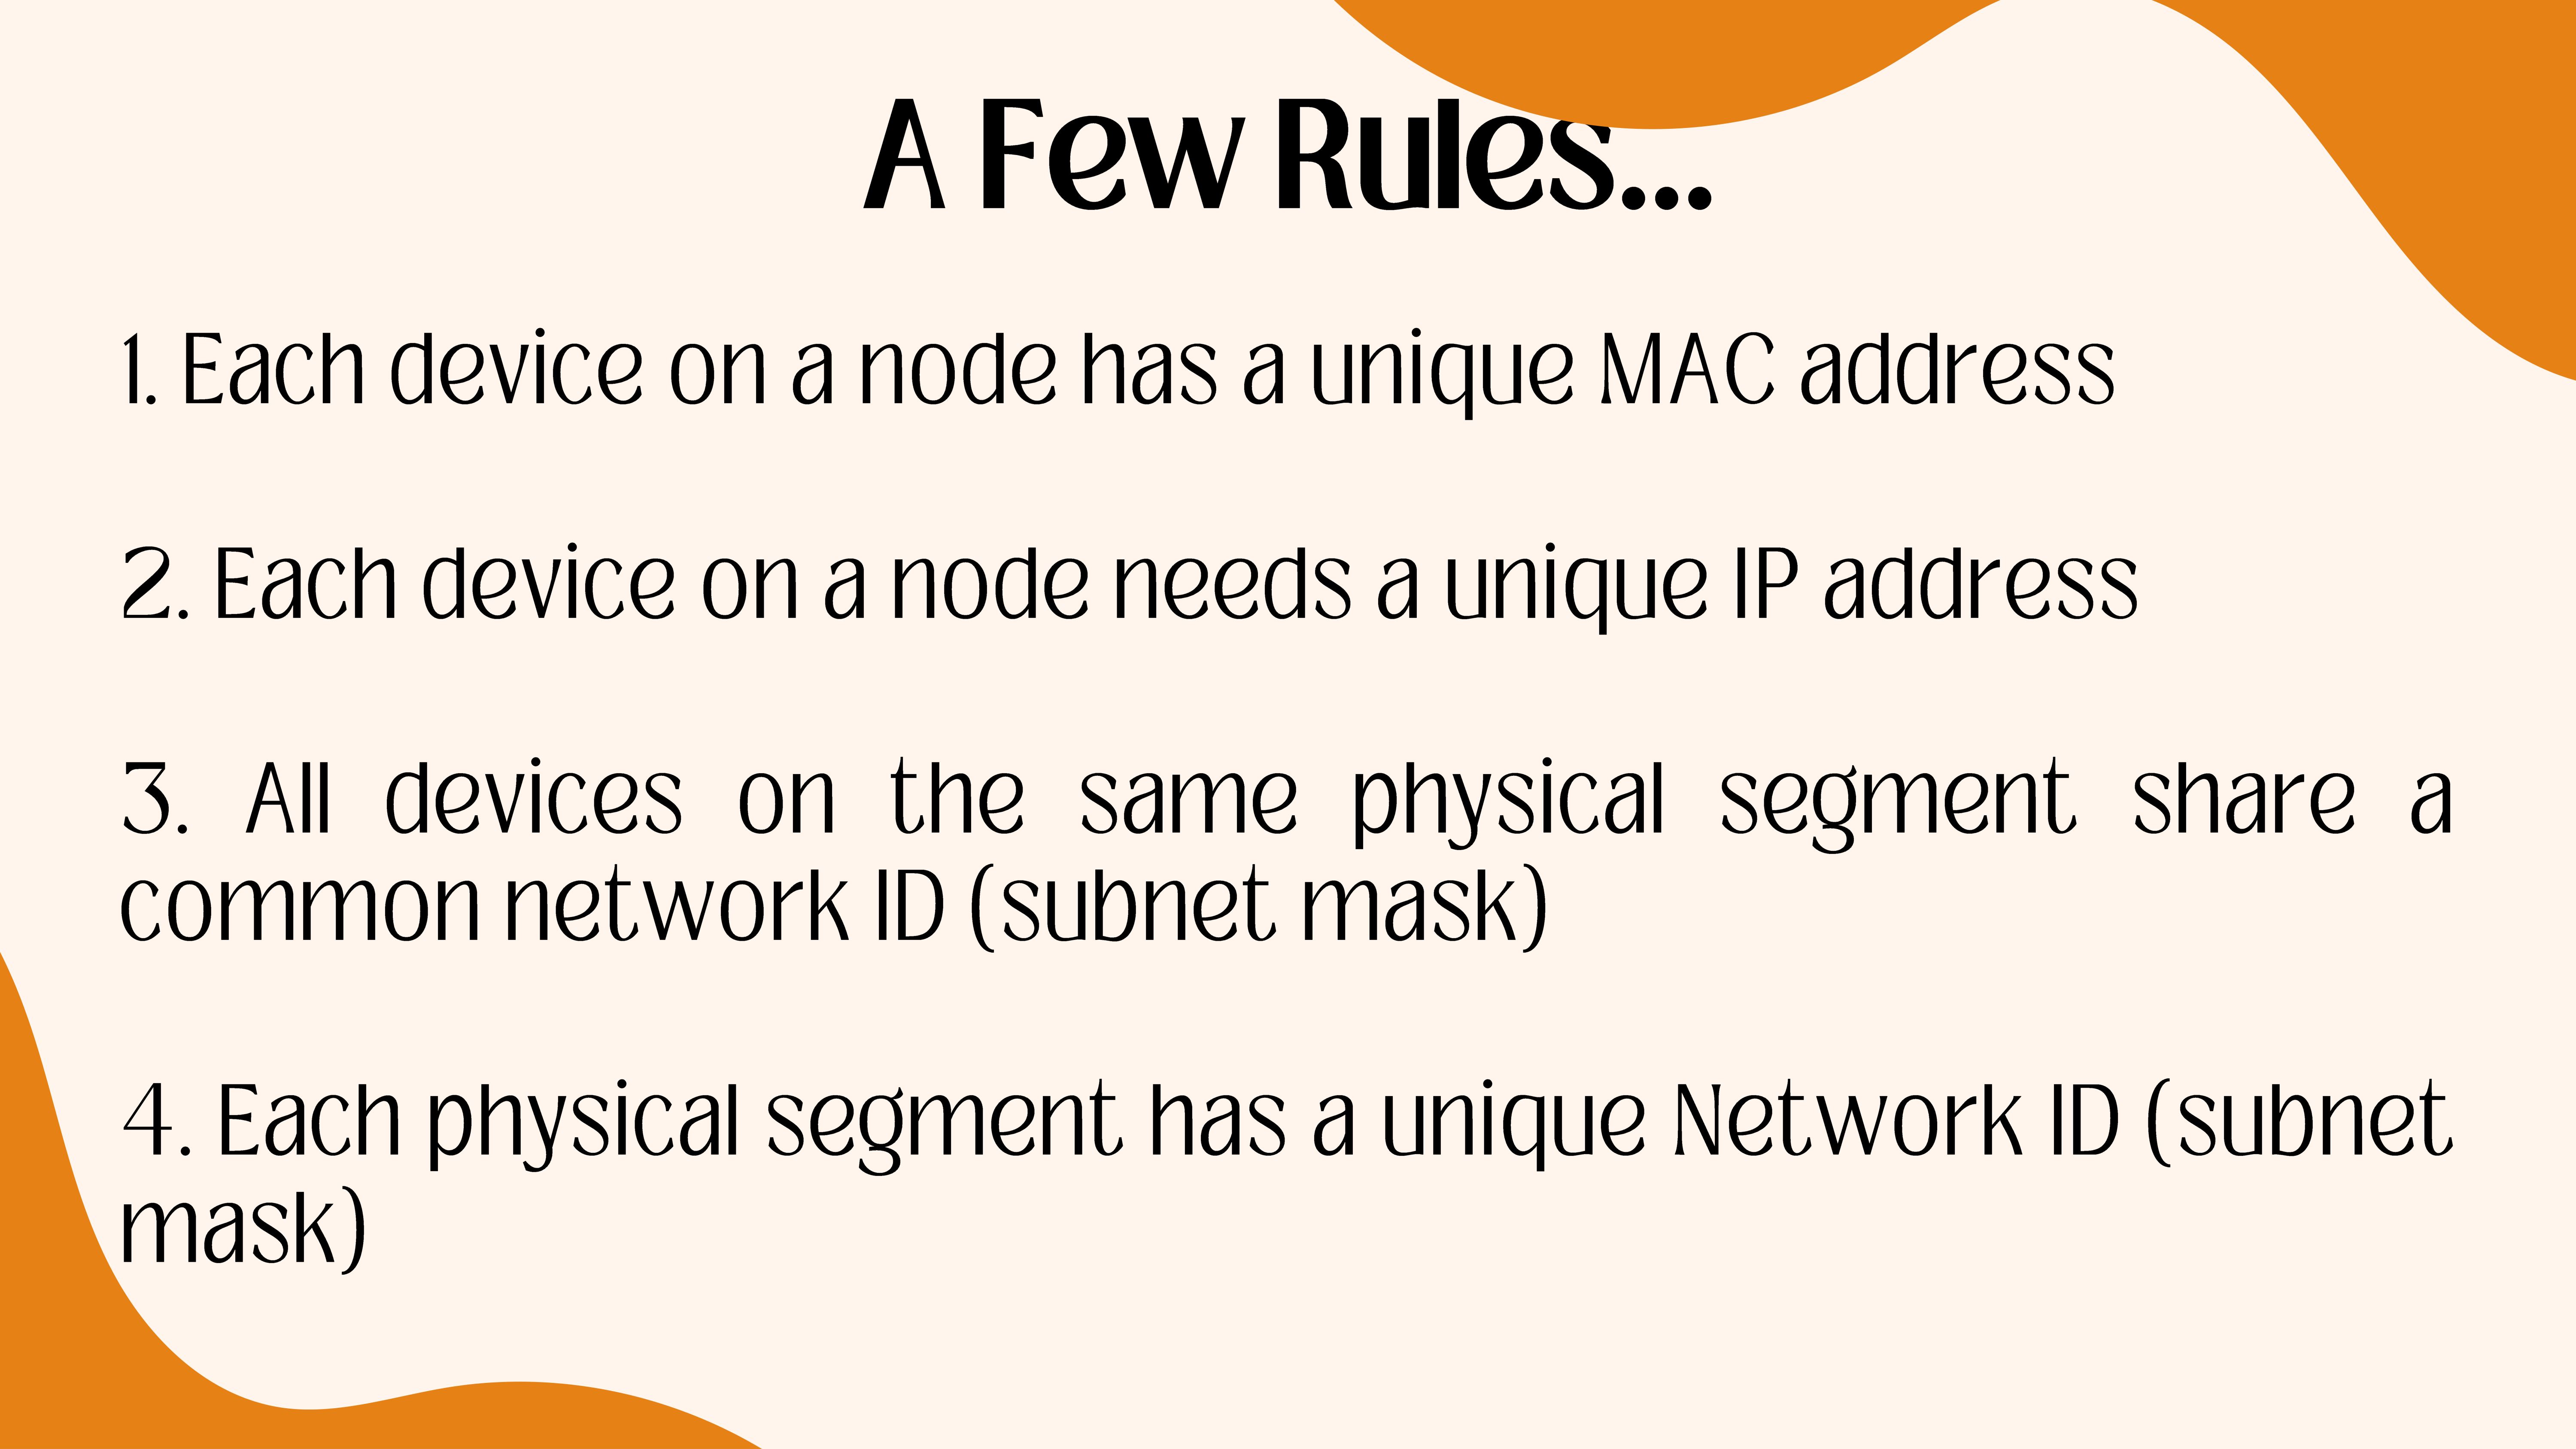 A Few Rules...
1. Each device on a node has a unique MAC address
2. Each device on a node needs a unique IP address
3. All devices on the same physical segment share a
common network ID (subnet mask)
4. Each physical segment has a unique Network ID (subnet
mask)